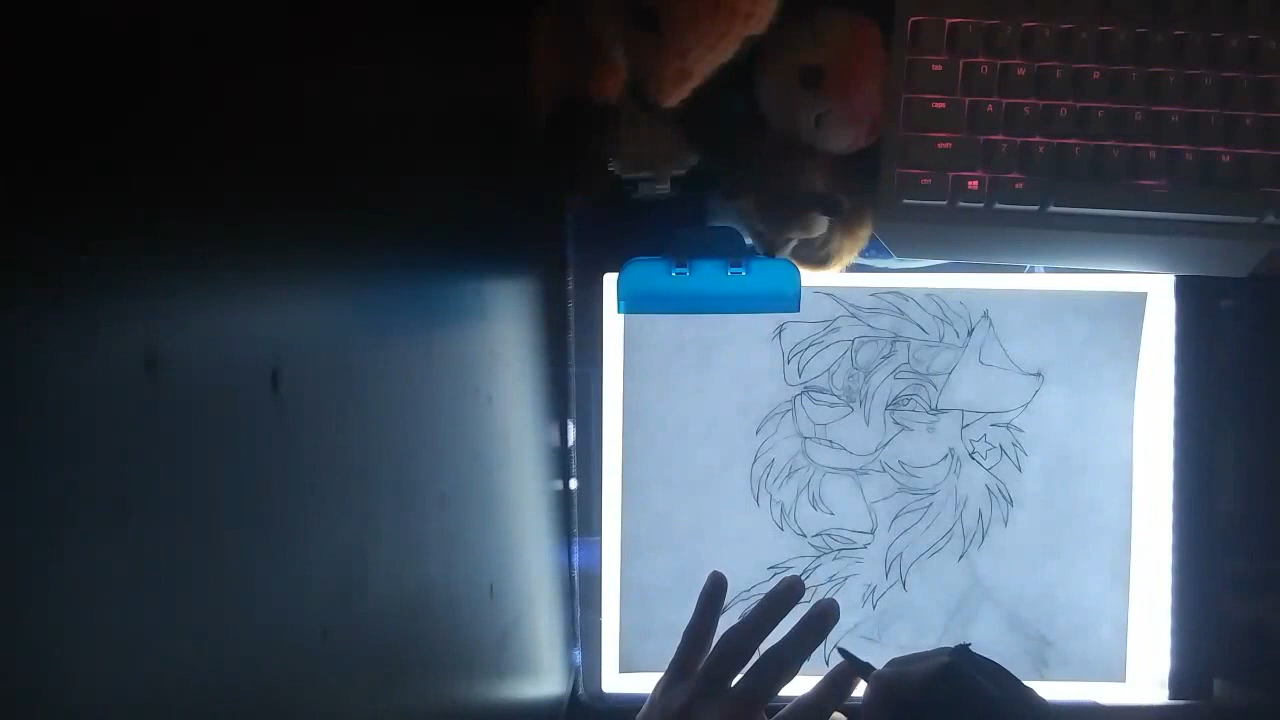 tab Q W E R T Y U I
caps A S D F G H J K
shift Z X C V B N M
ctrl alt